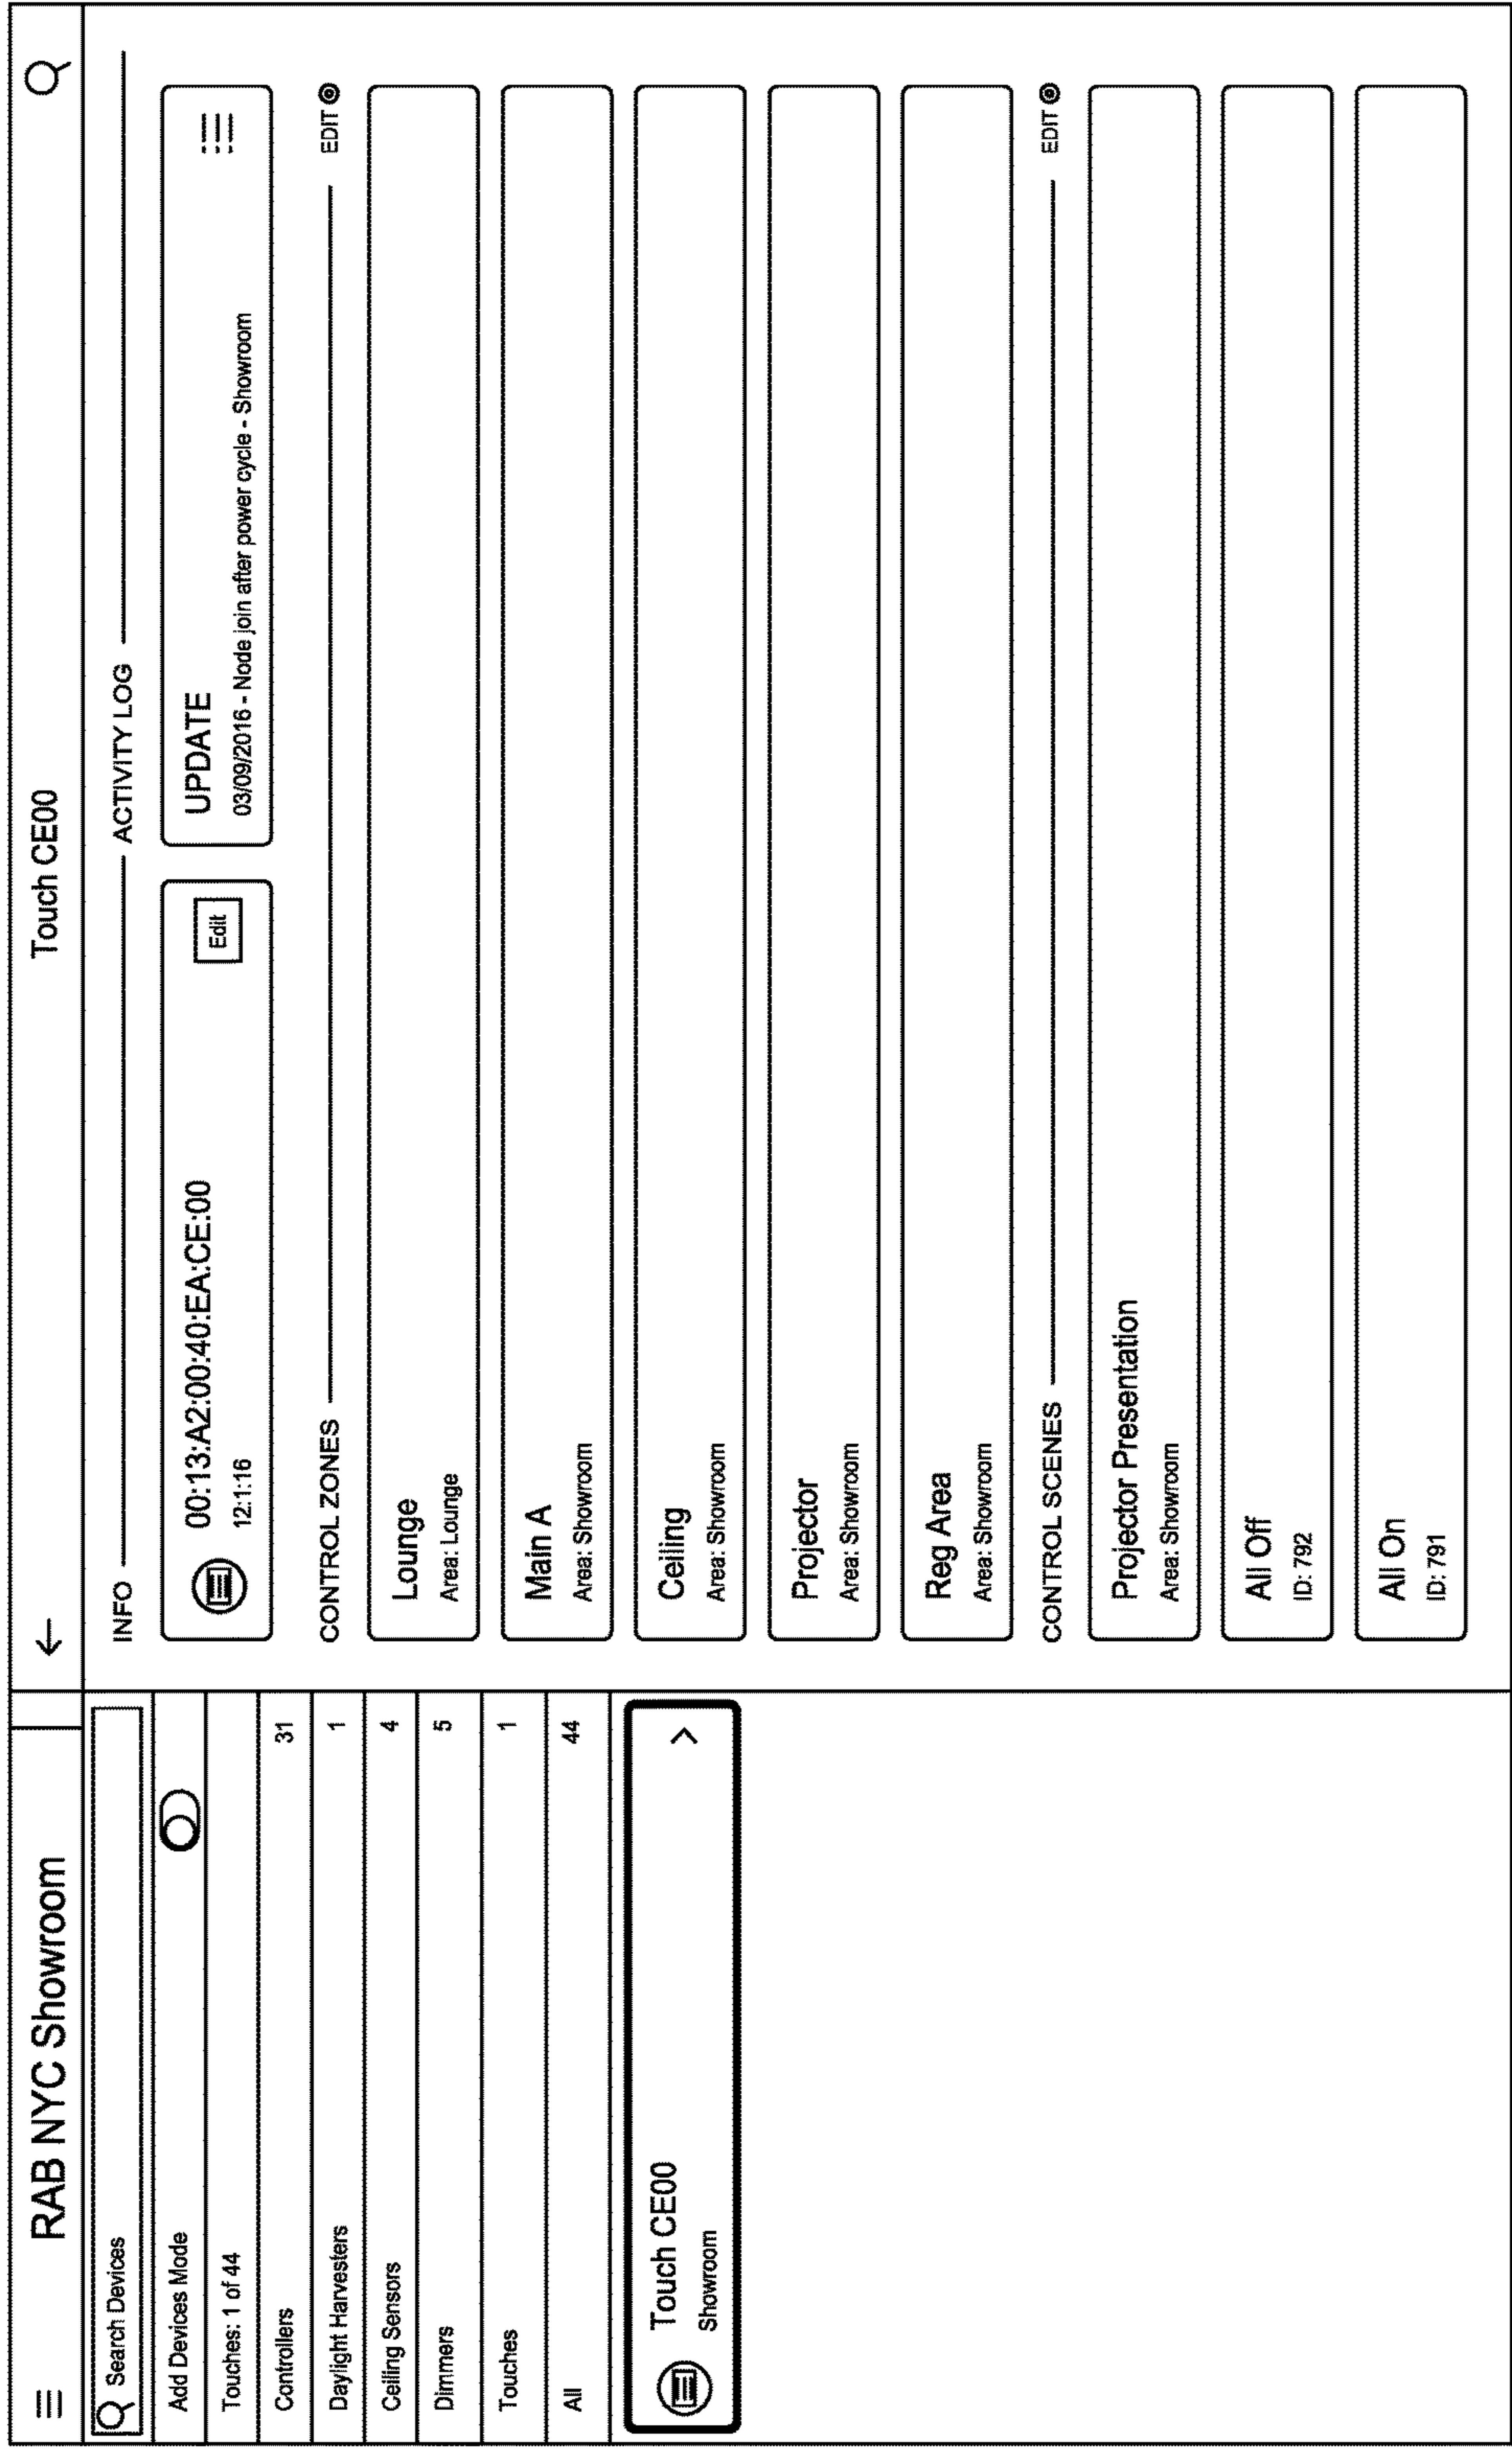 RAB NYC Showroom
Search Devices
Add Devices Mode
Touches: 1 of 44
Controllers 31
Daylight Harvesters 1
Ceiling Sensors 4
Dimmers 5
Touches 1
All 44
Touch CE00
Showroom
Touch CE00
INFO
ACTIVITY LOG
00:13:A2:00:40:EA:CE:00
12:1:16
Edit
UPDATE
03/09/2016 - Node join after power cycle - Showroom
CONTROL ZONES
EDIT
Lounge
Area: Lounge
Main A
Area: Showroom
Ceiling
Area: Showroom
Projector
Area: Showroom
Reg Area
Area: Showroom
CONTROL SCENES
EDIT
Projector Presentation
Area: Showroom
All Off
ID: 792
All On
ID: 791